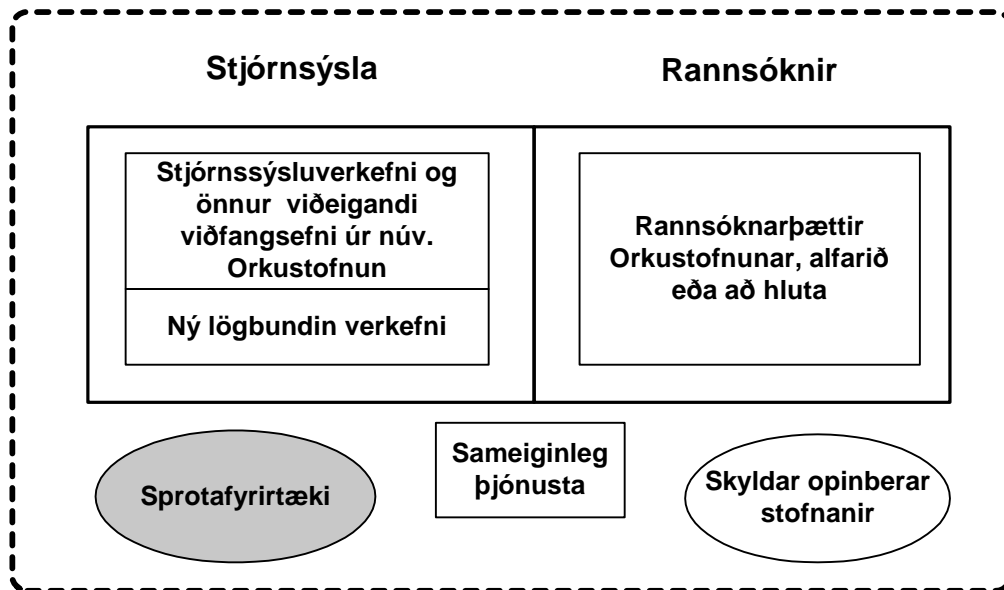 Stjórnsýsla
Rannsóknir
Stjórnssýsluverkefni og
önnur viðeigandi
viðfangsefni úr núv.
Orkustofnun
Ný lögbundin verkefni
Rannsóknarþættir
Orkustofnunar, alfarið
eða að hluta
Sprotafyrirtæki
Sameiginleg
þjónusta
Skyldar opinberar
stofnanir